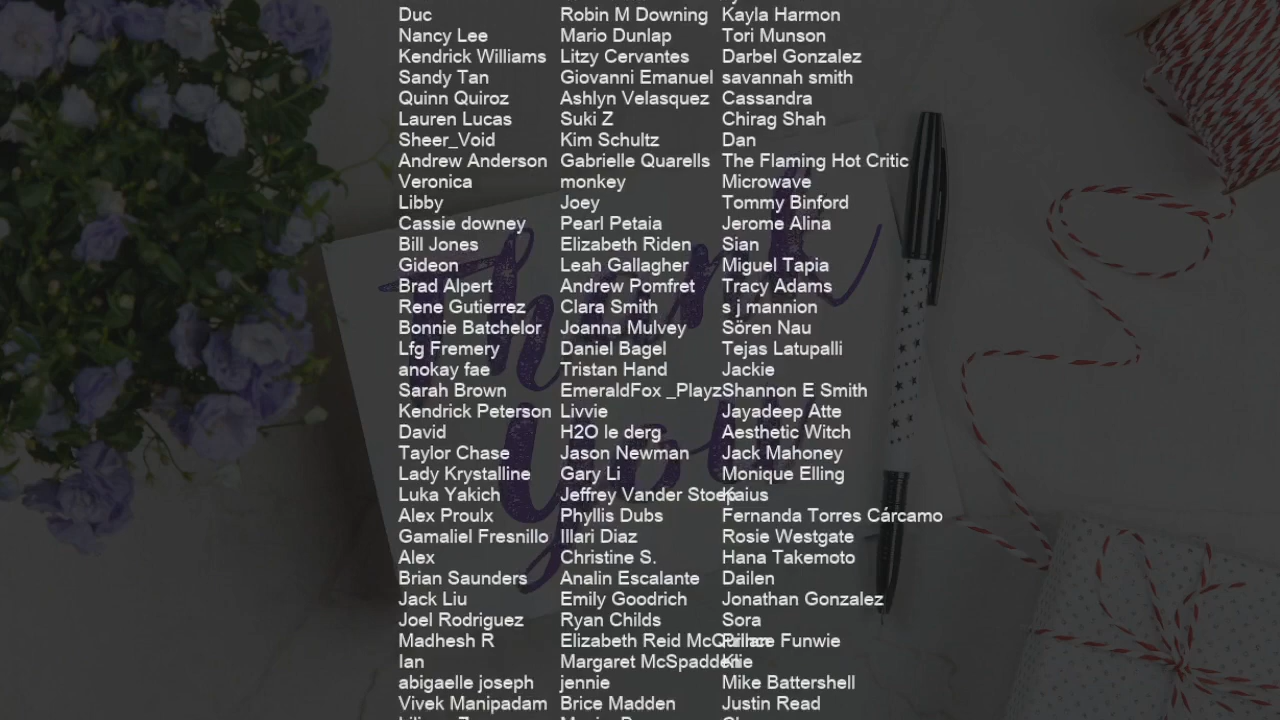 Duc Robin M Downing Kayla Harmon
Nancy Lee Mario Dunlap Tori Munson
Kendrick Williams Litzy Cervantes Darbel Gonzalez
Sandy Tan Giovanni Emanuel savannah smith
Quinn Quiroz Ashlyn Velasquez Cassandra
Lauren Lucas Suki Z Chirag Shah
Sheer_Void Kim Schultz Dan
Andrew Anderson Gabrielle Quarells The Flaming Hot Critic
Veronica monkey Microwave
Libby Joey Tommy Binford
Cassie downey Pearl Petaia Jerome Alina
Bill Jones Elizabeth Riden Sian
Gideon Leah Gallagher Miguel Tapia
Brad Alpert Andrew Pomfret Tracy Adams
Rene Gutierrez Clara Smith s j mannion
Bonnie Batchelor Joanna Mulvey Sören Nau
Lfg Fremery Daniel Bagel Tejas Latupalli
anokay fae Tristan Hand Jackie
Sarah Brown EmeraldFox _Playz Shannon E Smith
Kendrick Peterson Livvie Jayadeep Atte
David H2O le derg Aesthetic Witch
Taylor Chase Jason Newman Jack Mahoney
Lady Krystalline Gary Li Monique Elling
Luka Yakich Jeffrey Vander Stoep Kaius
Alex Proulx Phyllis Dubs Fernanda Torres Cárcamo
Gamaliel Fresnillo Illari Diaz Rosie Westgate
Alex Christine S. Hana Takemoto
Brian Saunders Analin Escalante Dailen
Jack Liu Emily Goodrich Jonathan Gonzalez
Joel Rodriguez Ryan Childs Sora
Madhesh R Elizabeth Reid Funwie
Ian Margaret McSpadden
abigaelle joseph jennie Mike Battershell
Vivek Manipadam Brice Madden Justin Read
Thank
You